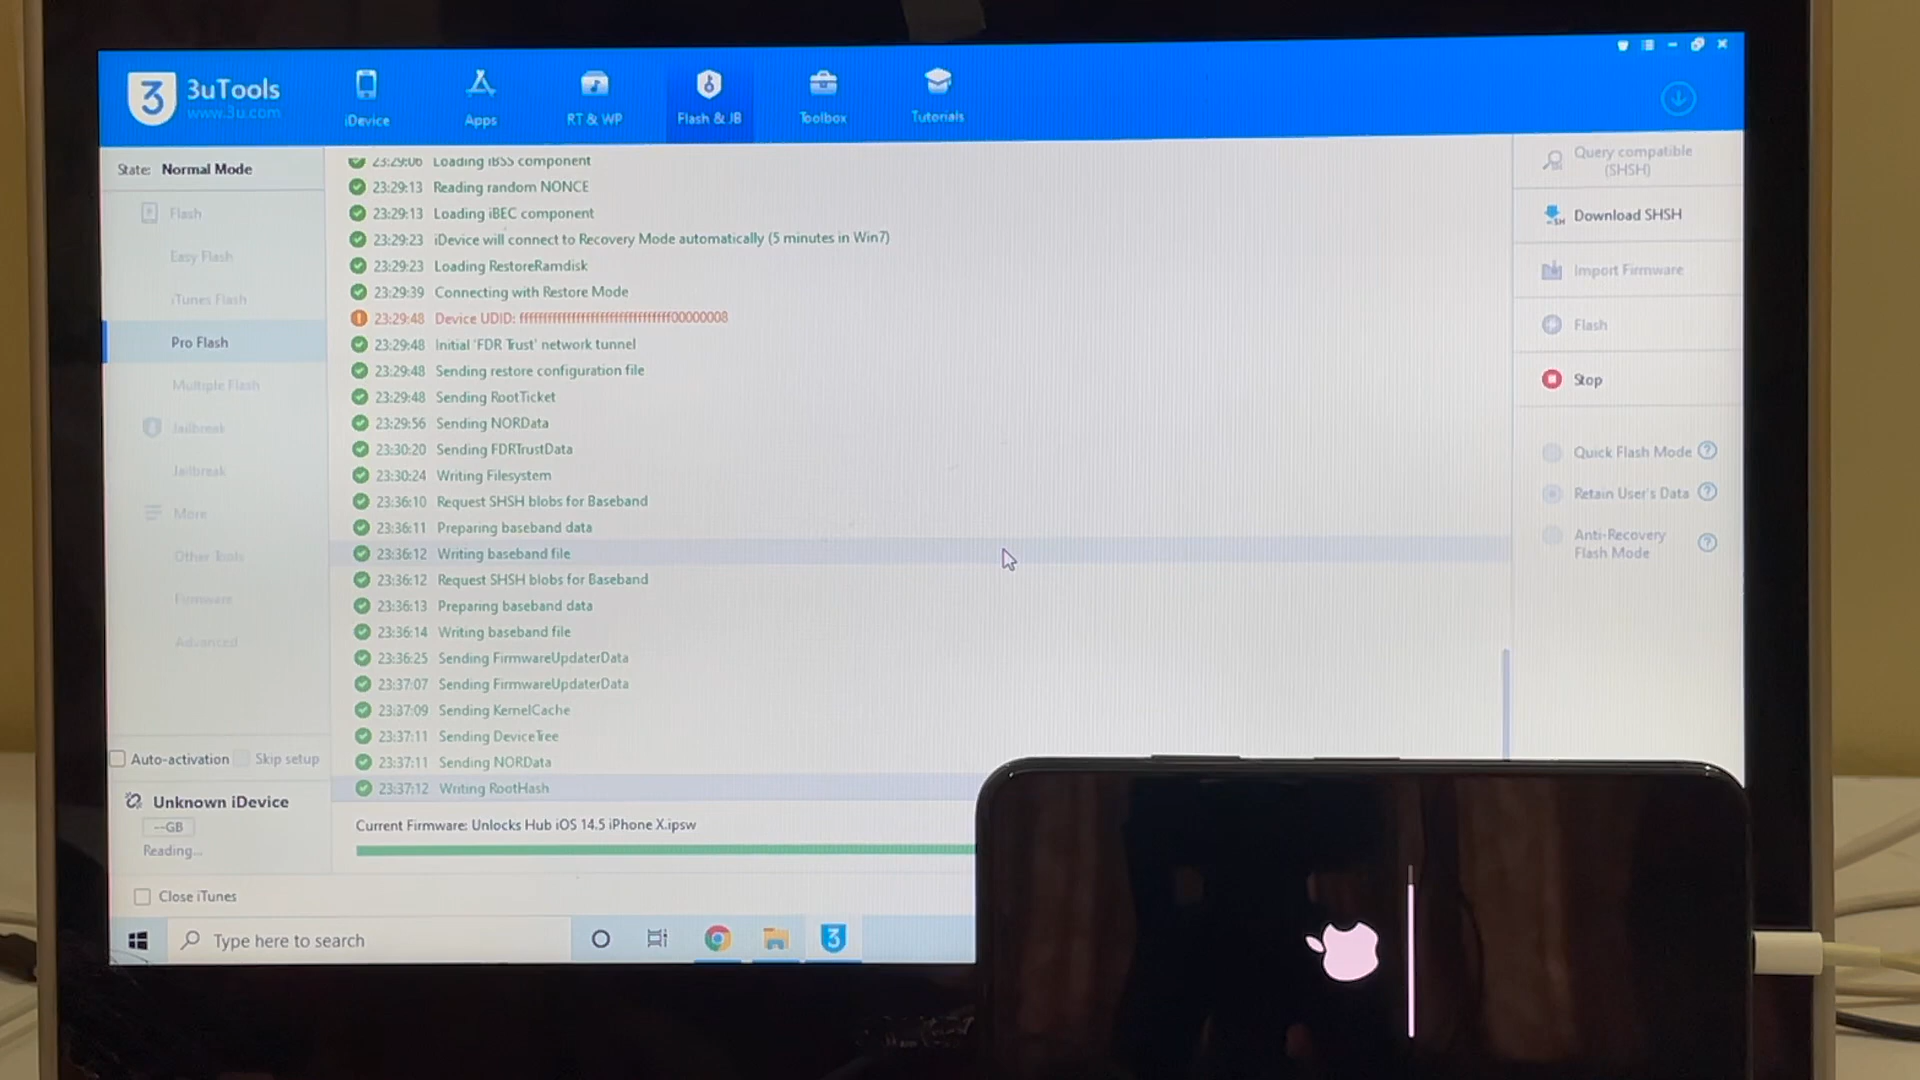 3uTools
www.3u.com
iDevice
Apps
RT & WP
Flash & JB
Toolbox
Tutorials
State: Normal Mode
Flash
Easy Flash
iTunes Flash
Pro Flash
Multiple Flash
Jailbreak
Jailbreak
More
Other Tools
Firmware
Advanced
Auto-activation Skip setup
Unknown iDevice
--GB
Reading...
Close iTunes
23:29:06 Loading iBSS component
23:29:13 Reading random NONCE
23:29:13 Loading iBEC component
23:29:23 iDevice will connect to Recovery Mode automatically (5 minutes in Win7)
23:29:23 Loading RestoreRamdisk
23:29:39 Connecting with Restore Mode
23:29:48 Device UDID: ffffffffffffffffffffffffffffffff00000008
23:29:48 Initial 'FDR Trust' network tunnel
23:29:48 Sending restore configuration file
23:29:48 Sending RootTicket
23:29:56 Sending NORData
23:30:20 Sending FDRTrustData
23:30:24 Writing Filesystem
23:36:10 Request SHSH blobs for Baseband
23:36:11 Preparing baseband data
23:36:12 Writing baseband file
23:36:12 Request SHSH blobs for Baseband
23:36:13 Preparing baseband data
23:36:14 Writing baseband file
23:36:25 Sending FirmwareUpdaterData
23:37:07 Sending FirmwareUpdaterData
23:37:09 Sending KernelCache
23:37:11 Sending DeviceTree
23:37:11 Sending NORData
23:37:12 Writing RootHash
Current Firmware: Unlocks Hub iOS 14.5 iPhone X.ipsw
Query compatible
(SHSH)
Download SHSH
Import Firmware
Flash
Stop
Quick Flash Mode ?
Retain User's Data ?
Anti-Recovery
Flash Mode ?
Type here to search